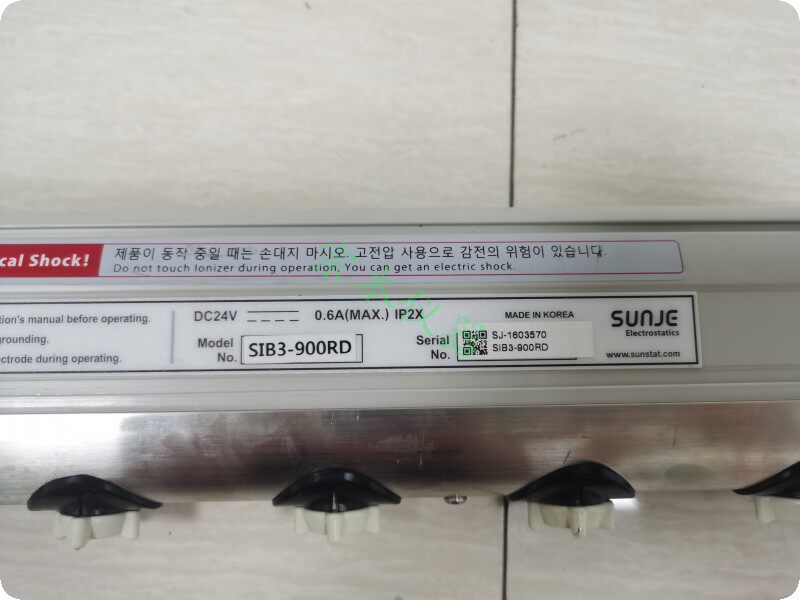 cal Shock!
제품이 동작 중일 때는 손대지 마시오. 고전압 사용으로 감전의 위험이 있습니다.
Do not touch Ionizer during operation. You can get an electric shock.
tion's manual before operating.
grounding.
ectrode during operating.
DC24V 0.6A(MAX.) IP2X
MADE IN KOREA
Model No. SIB3-900RD
Serial No. SJ-1603570
SIB3-900RD
SUNJE
Electrostatics
www.sunstat.com